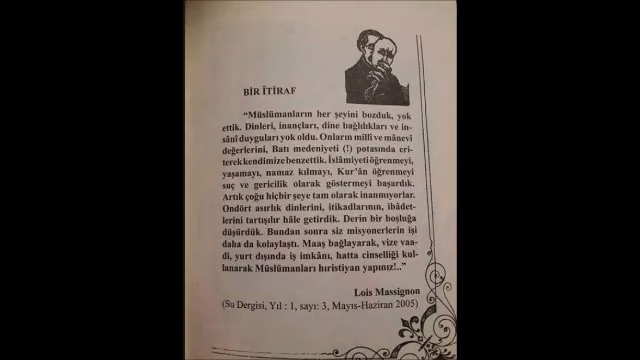 BİR İTİRAF
“Müslümanların her şeyini bozduk, yok
ettik. Dinleri, inançları, dine bağlılıkları ve in-
sânî duyguları yok oldu. Onların millî ve mânevî
değerlerini, Batı medeniyeti (!) potasında eri-
terek kendimize benzettik. İslâmiyeti öğrenmeyi,
yaşamayı, namaz kılmayı, Kur’ân öğrenmeyi
suç ve gericilik olarak göstermeyi başardık.
Artık çoğu hiçbir şeye tam olarak inanmıyorlar.
Ondört asırlık dinlerini, itikadlarının, ibâdet-
lerini tartışılır hâle getirdik. Derin bir boşluğa
düşürdük. Bundan sonra siz misyonerlerin işi
daha da kolaylaştı. Maaş bağlayarak, vize vaa-
di, yurt dışında iş imkânı, hatta cinselliği kul-
lanarak Müslümanları hıristiyan yapınız!..”
Lois Massignon
(Su Dergisi, Yıl : 1, sayı: 3, Mayıs-Haziran 2005)